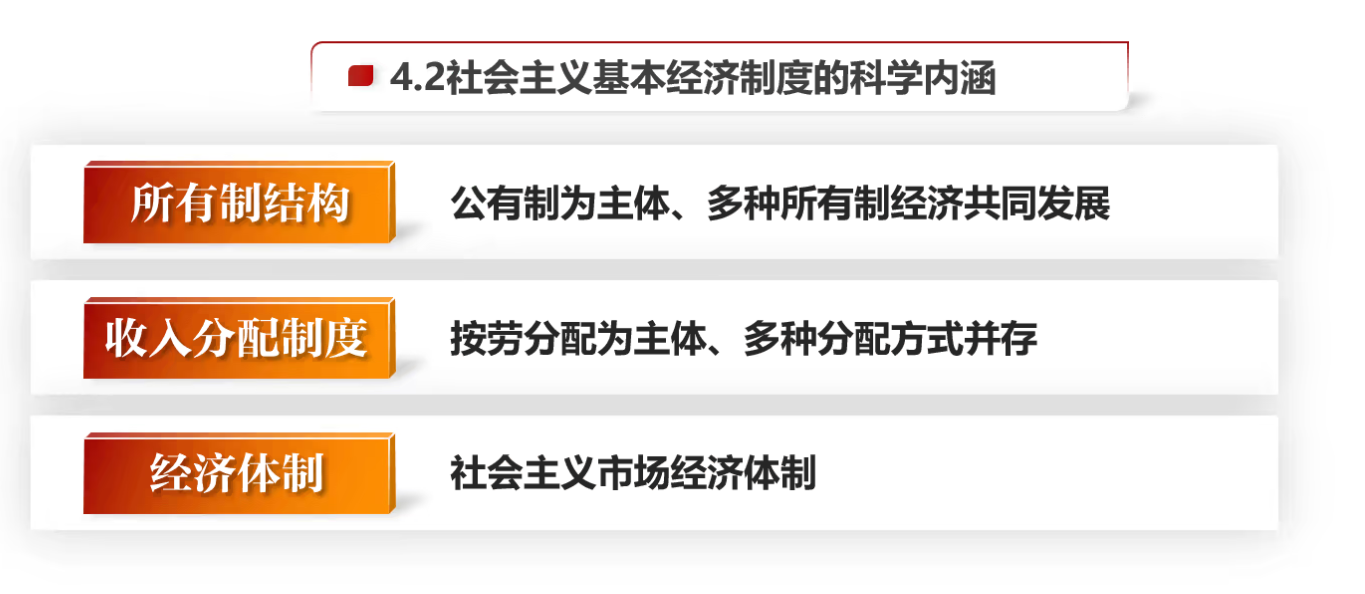 4.2社会主义基本经济制度的科学内涵
所有制结构
公有制为主体、多种所有制经济共同发展
收入分配制度
按劳分配为主体、多种分配方式并存
经济体制
社会主义市场经济体制